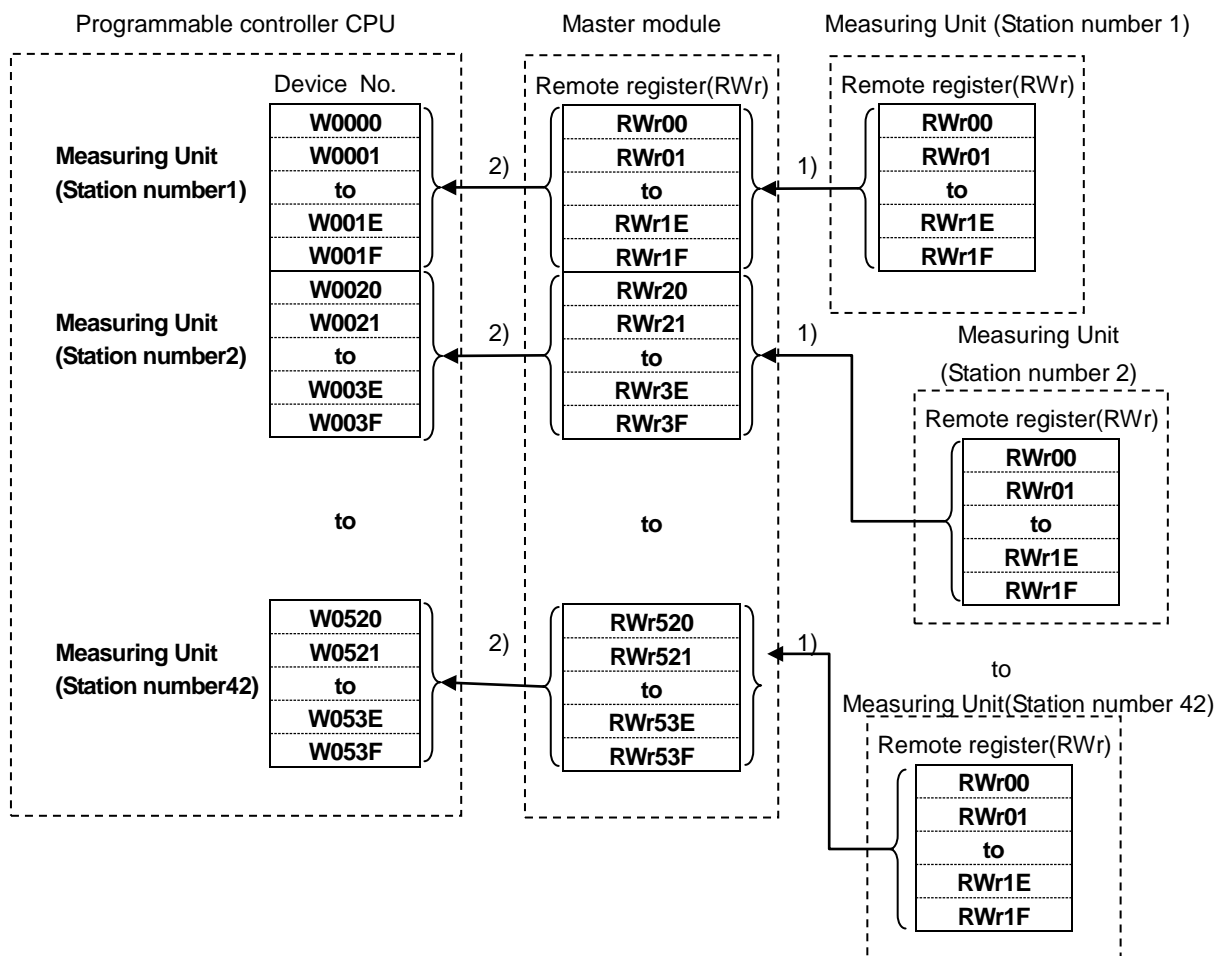 Programmable controller CPU
Master module
Measuring Unit (Station number 1)
Device No.
W0000
W0001
to
W001E
W001F
W0020
W0021
to
W003E
W003F
to
W0520
W0521
to
W053E
W053F
Measuring Unit
(Station number1)
Measuring Unit
(Station number2)
Measuring Unit
(Station number42)
2)
2)
2)
Remote register(RWr)
RWr00
RWr01
to
RWr1E
RWr1F
RWr20
RWr21
to
RWr3E
RWr3F
to
RWr520
RWr521
to
RWr53E
RWr53F
1)
1)
1)
Remote register(RWr)
RWr00
RWr01
to
RWr1E
RWr1F
Measuring Unit
(Station number 2)
Remote register(RWr)
RWr00
RWr01
to
RWr1E
RWr1F
to
Measuring Unit(Station number 42)
Remote register(RWr)
RWr00
RWr01
to
RWr1E
RWr1F